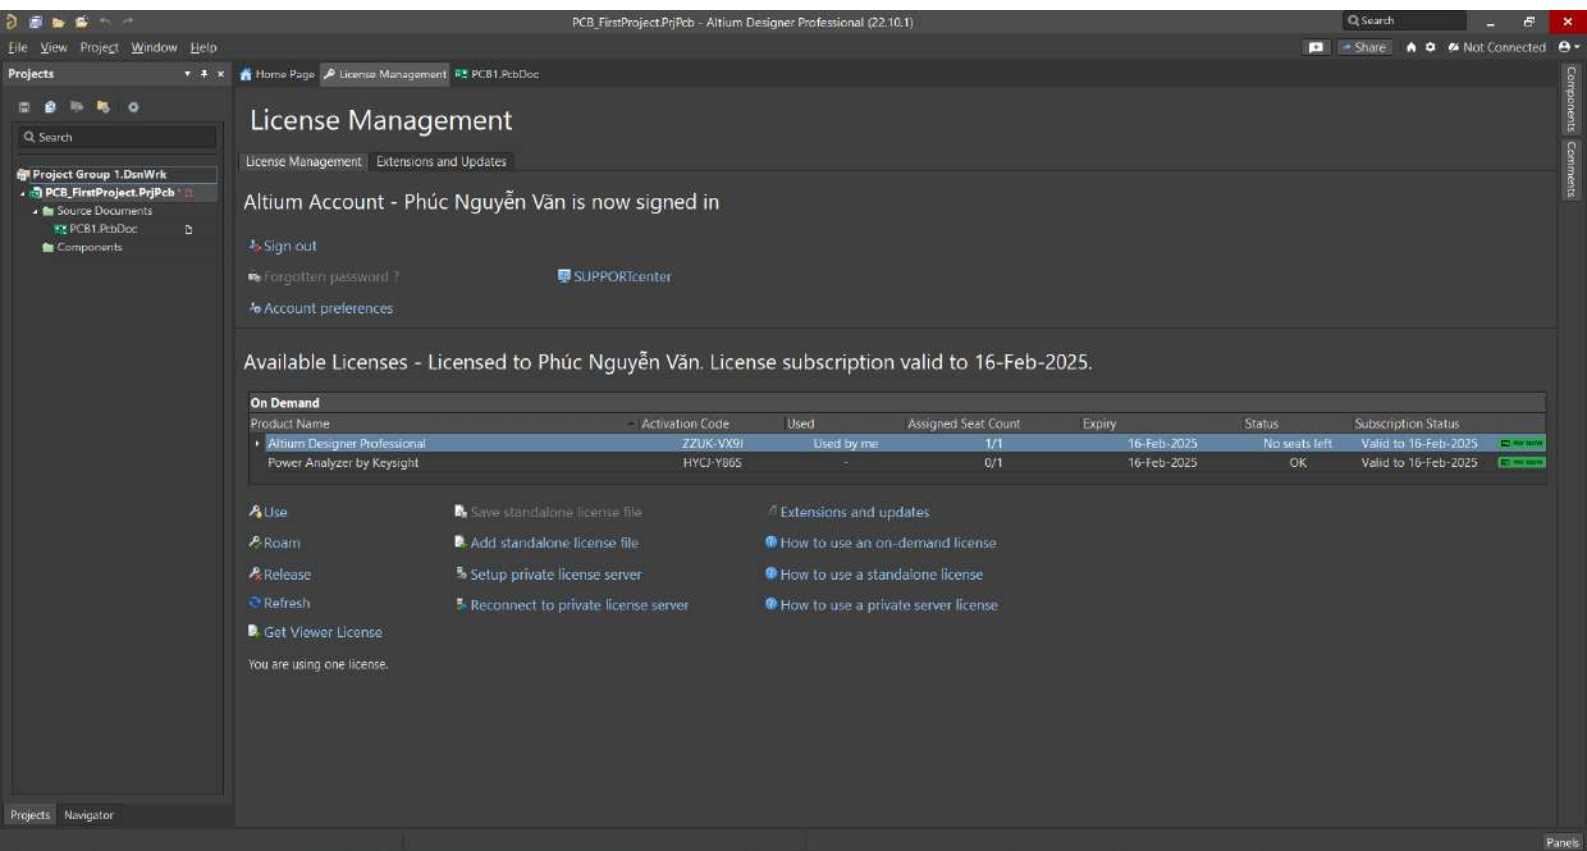 PCB_FirstProject.PrjPcb - Altium Designer Professional (22.10.1)
Search
File View Project Window Help
Share
Not Connected
Projects
Home Page
License Management
PCB1.PcbDoc
Components
Comments
Search
Project Group 1.DsnWrk
PCB_FirstProject.PrjPcb *
Source Documents
PCB1.PcbDoc
Components
License Management
License Management
Extensions and Updates
Altium Account - Phúc Nguyễn Văn is now signed in
Sign out
Forgotten password ?
SUPPORTcenter
Account preferences
Available Licenses - Licensed to Phúc Nguyễn Văn. License subscription valid to 16-Feb-2025.
On Demand
Product Name Activation Code Used Assigned Seat Count Expiry Status Subscription Status
Altium Designer Professional ZZUK-VX9J Used by me 1/1 16-Feb-2025 No seats left Valid to 16-Feb-2025
Power Analyzer by Keysight HYCJ-Y86S - 0/1 16-Feb-2025 OK Valid to 16-Feb-2025
Use
Save standalone license file
Extensions and updates
Roam
Add standalone license file
How to use an on-demand license
Release
Setup private license server
How to use a standalone license
Refresh
Reconnect to private license server
How to use a private server license
Get Viewer License
You are using one license.
Projects Navigator
Panels